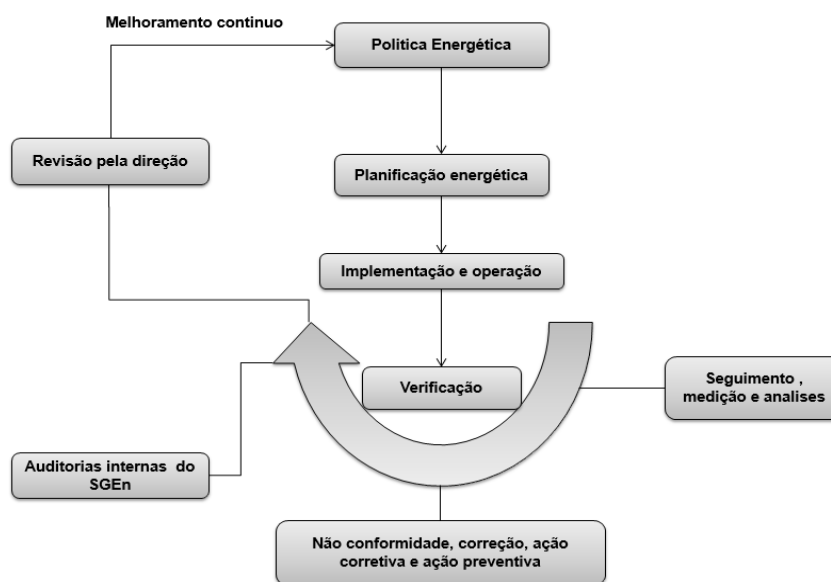 Melhoramento continuo
Politica Energética
Revisão pela direção
Planificação energética
Implementação e operação
Verificação
Seguimento ,
medição e analises
Auditorias internas do
SGEn
Não conformidade, correção, ação
corretiva e ação preventiva